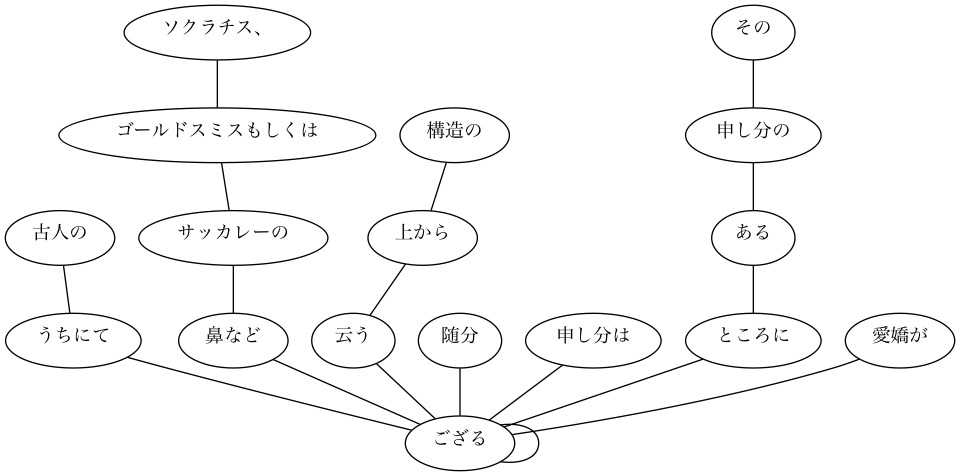 ソクラチス、 その
ゴールドスミスもしくは 構造の 申し分の
古人の サッカレーの 上から ある
うちにて 鼻など 云う 随分 申し分は ところに 愛嬌が
ござる